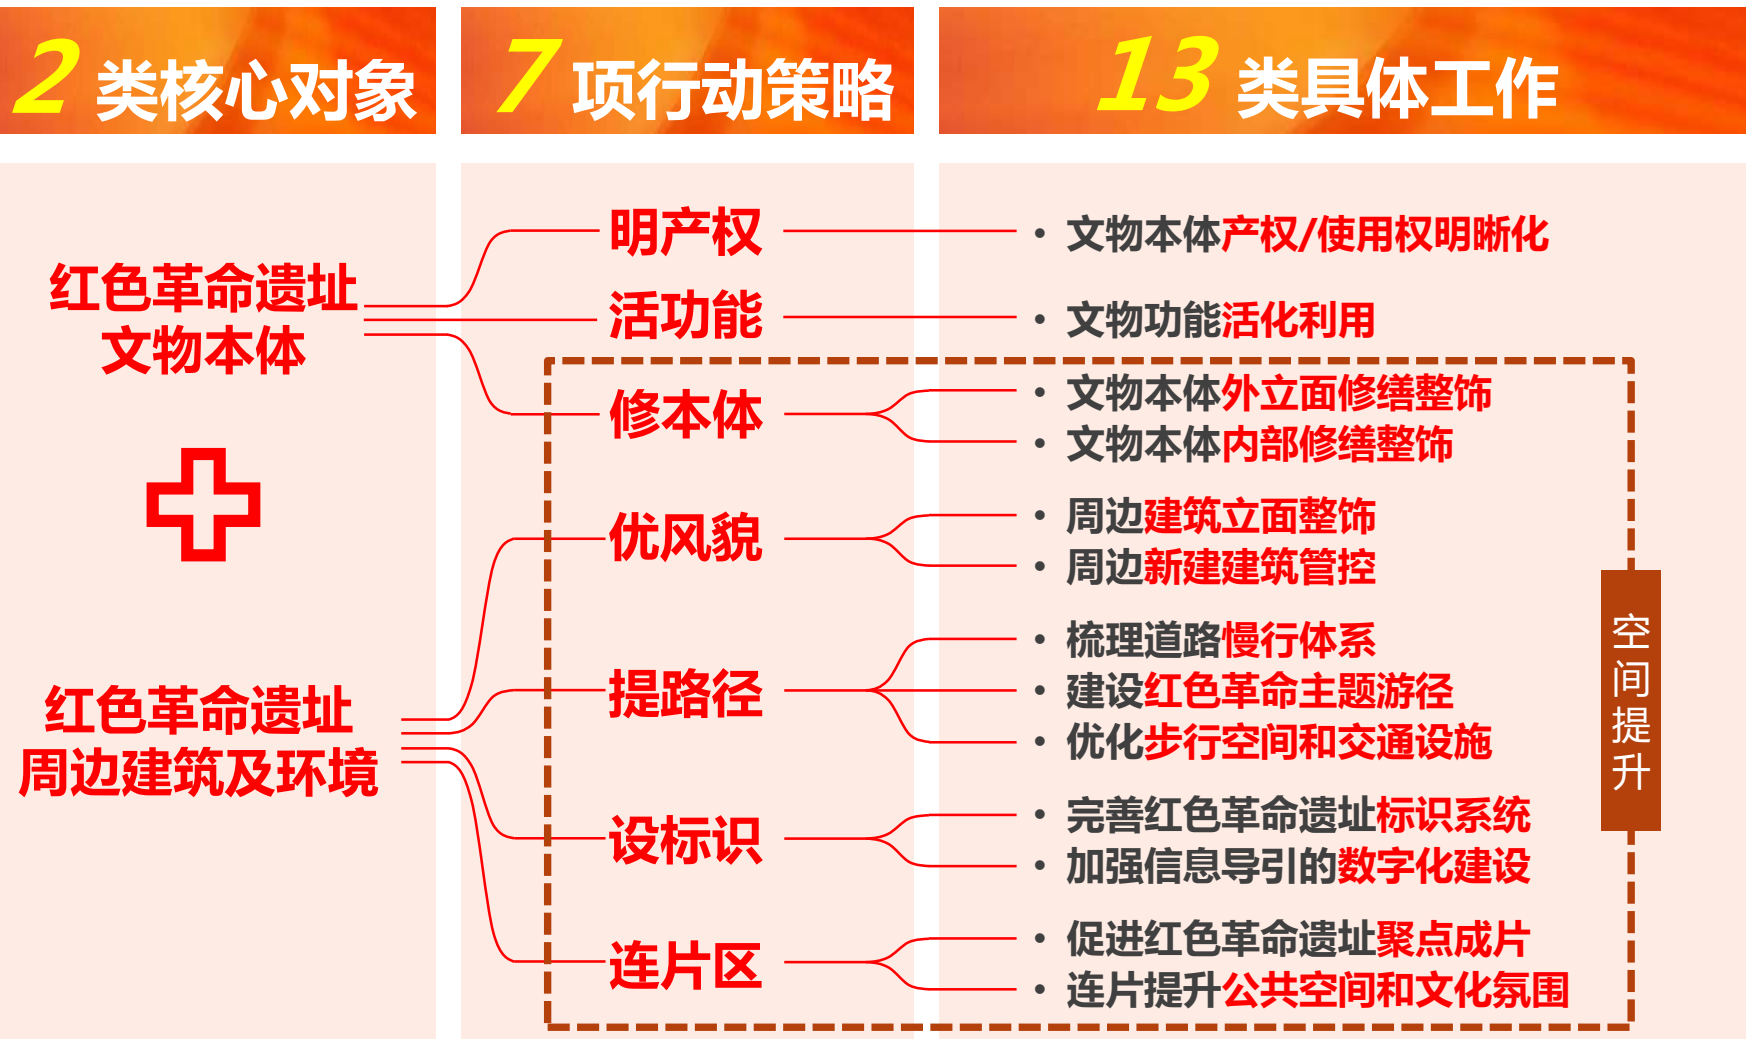 2 类核心对象
7 项行动策略
13 类具体工作
红色革命遗址
文物本体
红色革命遗址
周边建筑及环境
明产权
活功能
修本体
优风貌
提路径
设标识
连片区
• 文物本体产权/使用权明晰化
• 文物功能活化利用
• 文物本体外立面修缮整饰
• 文物本体内部修缮整饰
• 周边建筑立面整饰
• 周边新建建筑管控
• 梳理道路慢行体系
• 建设红色革命主题游径
• 优化步行空间和交通设施
• 完善红色革命遗址标识系统
• 加强信息导引的数字化建设
• 促进红色革命遗址聚点成片
• 连片提升公共空间和文化氛围
空间提升